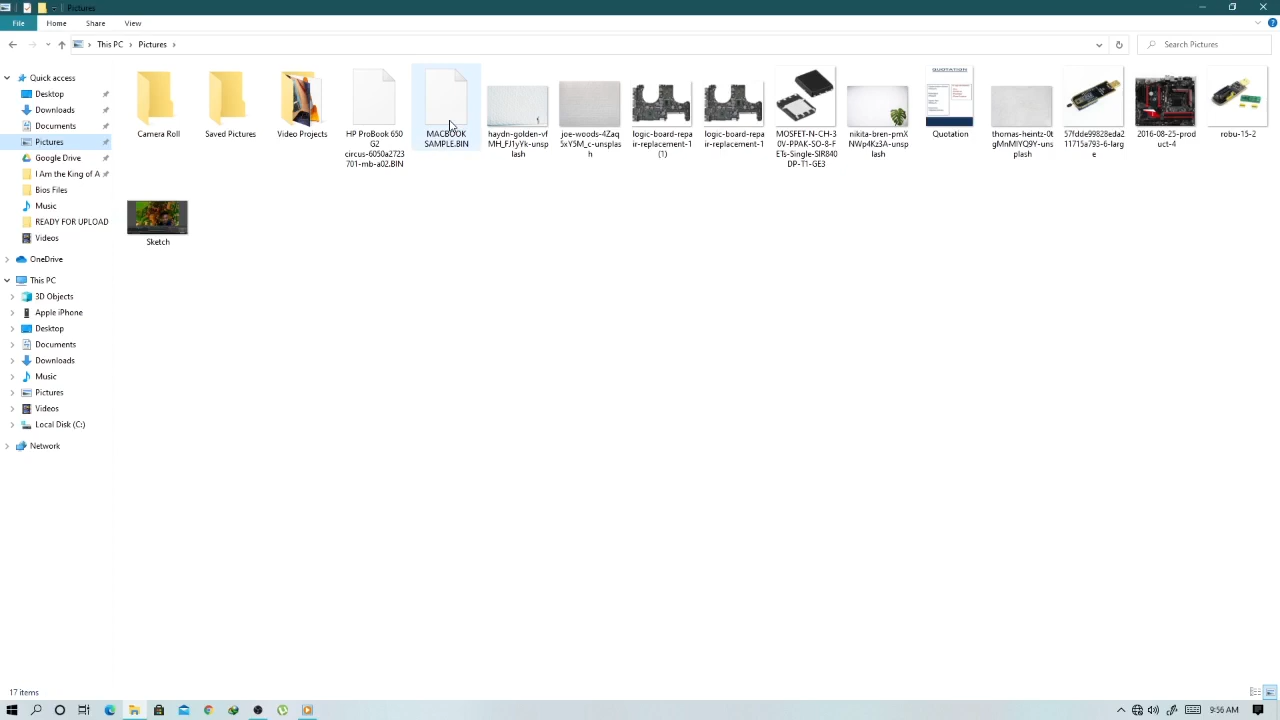 Pictures
File Home Share View
This PC Pictures
Search Pictures
Quick access
Desktop
Downloads
Documents
Pictures
Google Drive
I Am the King of A
Bios Files
Music
READY FOR UPLOAD
Videos
OneDrive
This PC
3D Objects
Apple iPhone
Desktop
Documents
Downloads
Music
Pictures
Videos
Local Disk (C:)
Network
Camera Roll
Saved Pictures
Video Projects
HP ProBook 650
G2
circus-6050a2723
701-mb-a02.BIN
MACBOOK
SAMPLE.BIN
haydn-golden-vf
MH_FJ1yYk-unsp
lash
joe-woods-4Zaq
5xY5M_c-unsplas
h
logic-board-repa
ir-replacement-1
(1)
logic-board-repa
ir-replacement-1
MOSFET-N-CH-3
0V-PPAK-SO-8-F
ETs-Single-SIR840
DP-T1-GE3
nikita-bren-pmX
NWp4Kz3A-unsp
lash
QUOTATION
Quotation
thomas-heintz-0t
gMnMIYQ9Y-uns
plash
57fdde99828eda2
11715a793-6-larg
e
2016-08-25-prod
uct-4
robu-15-2
Sketch
17 items
9:56 AM